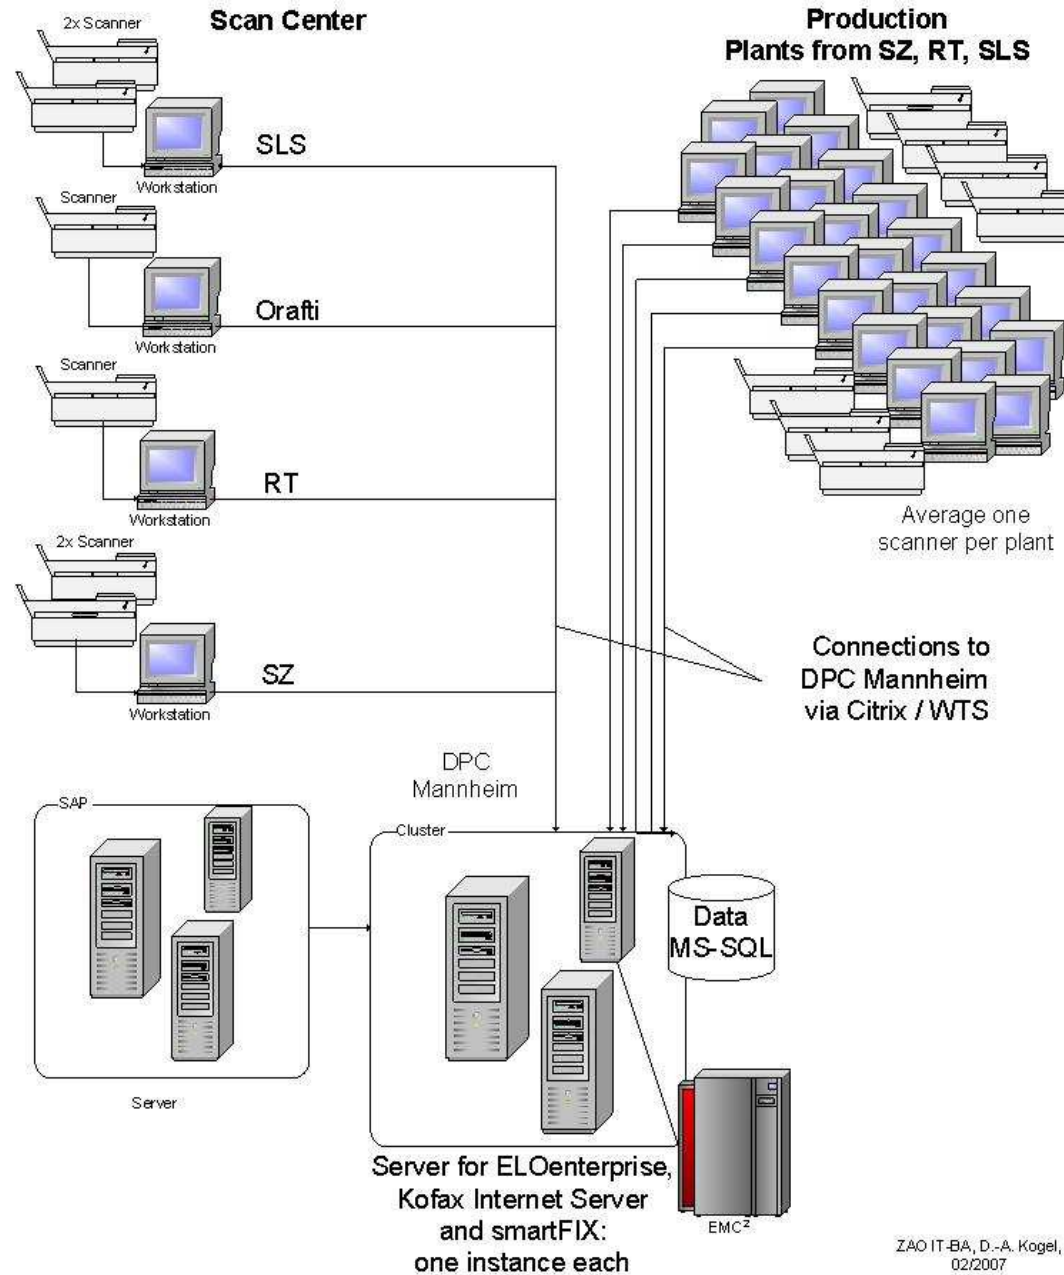 Scan Center
Production
Plants from SZ, RT, SLS
2x Scanner
SLS
Workstation
Scanner
Orafti
Workstation
Scanner
RT
Workstation
Average one
scanner per plant
2x Scanner
SZ
Workstation
Connections to
DPC Mannheim
via Citrix / WTS
DPC
Mannheim
SAP
Cluster
Data
MS-SQL
Server
Server for ELOenterprise,
Kofax Internet Server
and smartFIX:
one instance each
EMC²
ZAO IT-BA, D.-A. Kogel,
02/2007